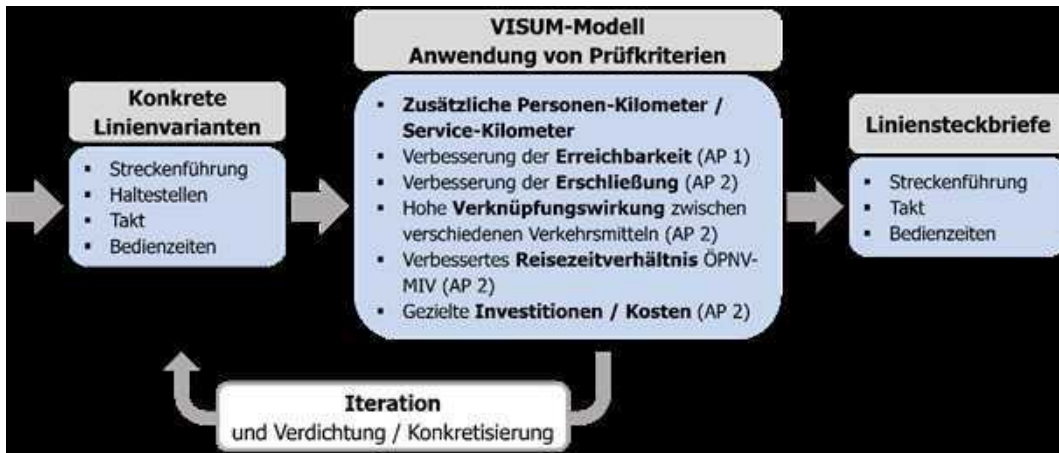 Konkrete
Linienvarianten
▪ Streckenführung
▪ Haltestellen
▪ Takt
▪ Bedienzeiten
VISUM-Modell
Anwendung von Prüfkriterien
▪ Zusätzliche Personen-Kilometer /
Service-Kilometer
▪ Verbesserung der Erreichbarkeit (AP 1)
▪ Verbesserung der Erschließung (AP 2)
▪ Hohe Verknüpfungswirkung zwischen
verschiedenen Verkehrsmitteln (AP 2)
▪ Verbessertes Reisezeitverhältnis ÖPNV-
MIV (AP 2)
▪ Gezielte Investitionen / Kosten (AP 2)
Liniensteckbriefe
▪ Streckenführung
▪ Takt
▪ Bedienzeiten
Iteration
und Verdichtung / Konkretisierung